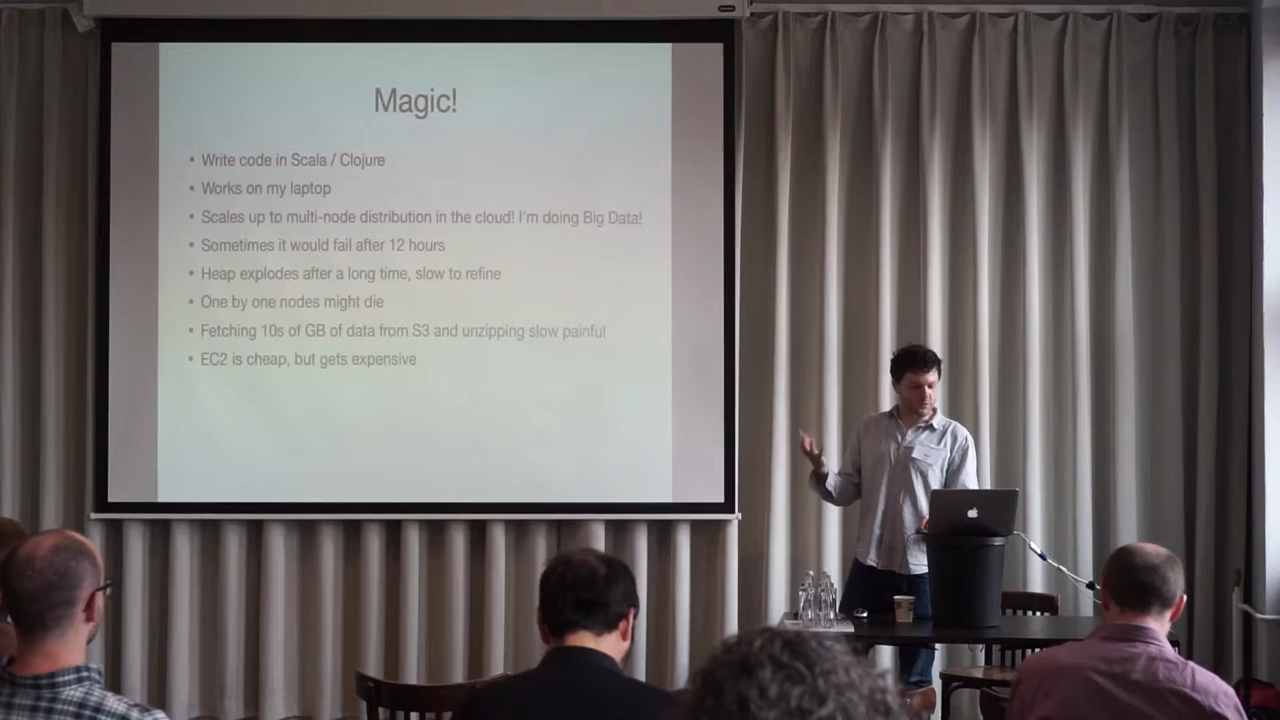 Magic!
• Write code in Scala / Clojure
• Works on my laptop
• Scales up to multi-node distribution in the cloud! I'm doing Big Data!
• Sometimes it would fail after 12 hours
• Heap explodes after a long time, slow to refine
• One by one nodes might die
• Fetching 10s of GB of data from S3 and unzipping slow painful
• EC2 is cheap, but gets expensive